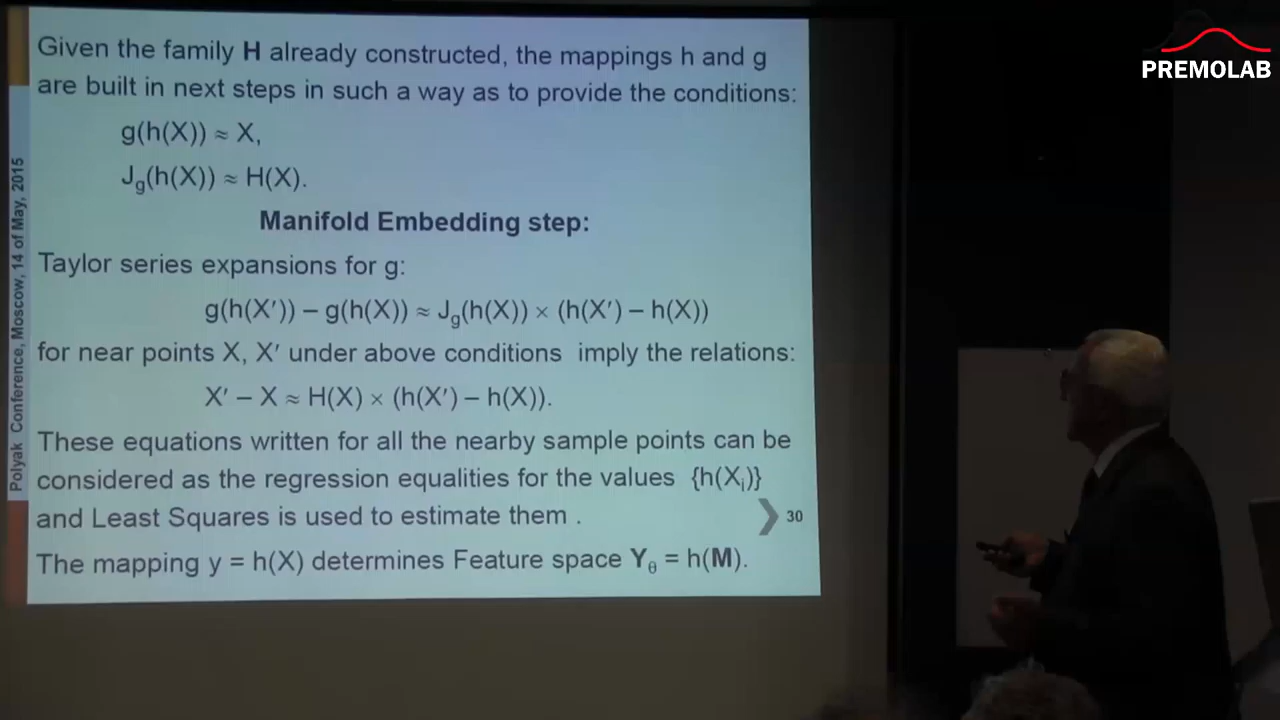 PREMOLAB
Polyak Conference, Moscow, 14 of May, 2015
Given the family H already constructed, the mappings h and g
are built in next steps in such a way as to provide the conditions:
g(h(X)) ≈ X,
J_g(h(X)) ≈ H(X).
Manifold Embedding step:
Taylor series expansions for g:
g(h(X′)) – g(h(X)) ≈ J_g(h(X)) × (h(X′) – h(X))
for near points X, X′ under above conditions imply the relations:
X′ – X ≈ H(X) × (h(X′) – h(X)).
These equations written for all the nearby sample points can be
considered as the regression equalities for the values {h(X_i)}
and Least Squares is used to estimate them .
30
The mapping y = h(X) determines Feature space Y_θ = h(M).